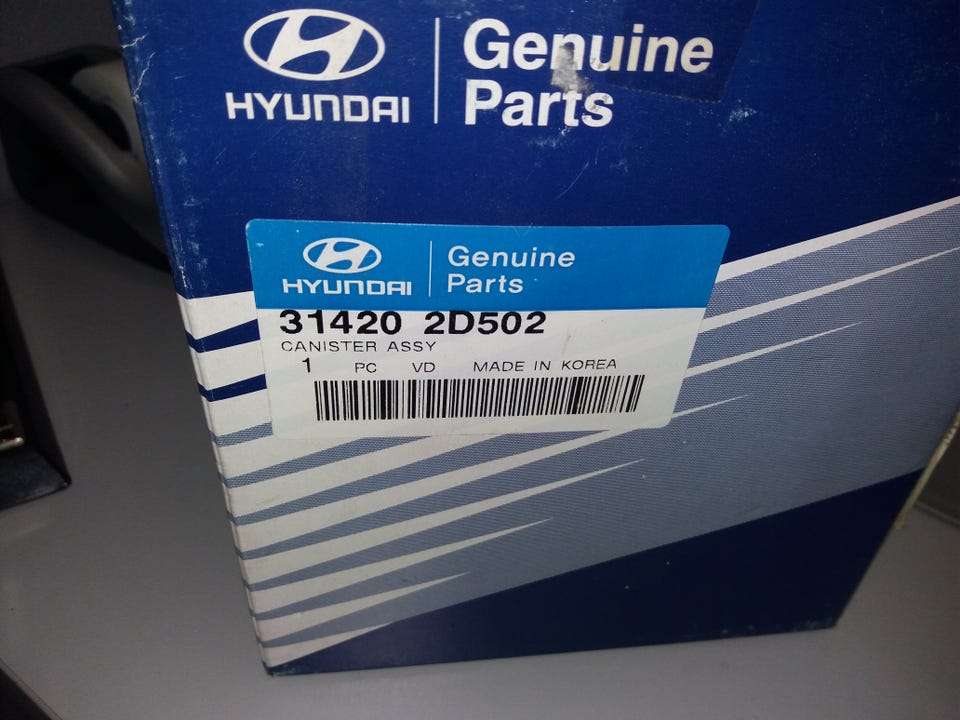 HYUNDAI
Genuine
Parts
HYUNDAI
Genuine
Parts
31420 2D502
CANISTER ASSY
1 PC VD MADE IN KOREA